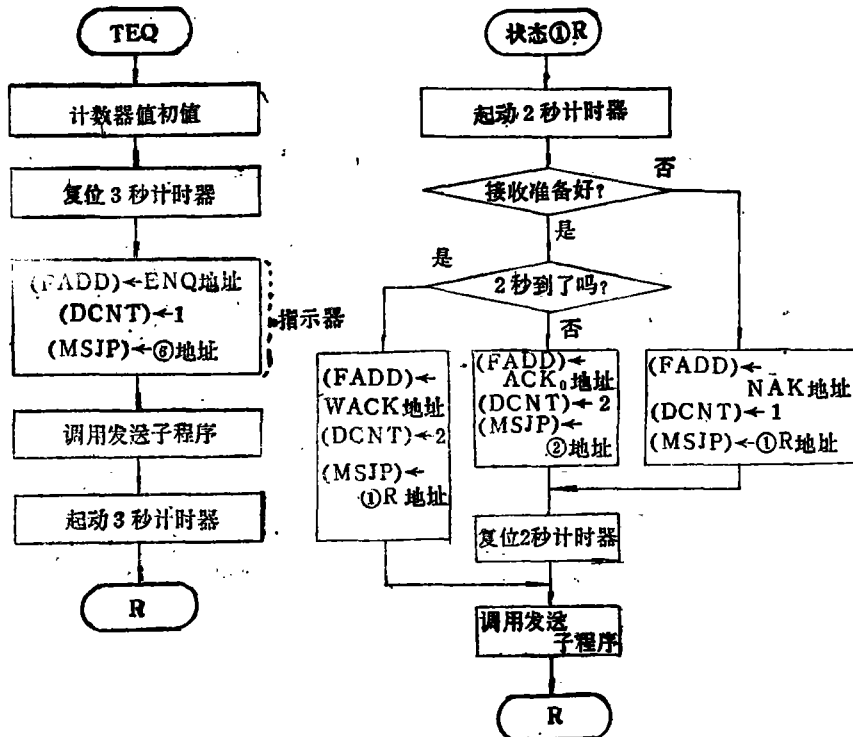 TEQ
计数器值初值
复位3秒计时器
(FADD)←ENQ地址
(DCNT)←1
(MSJP)←⑥地址
指示器
调用发送子程序
起动3秒计时器
R
状态①R
起动2秒计时器
接收准备好?
否
是
2秒到了吗?
是
否
(FADD)←
WACK地址
(DCNT)←2
(MSJP)←
①R地址
(FADD)←
ACK₀地址
(DCNT)←2
(MSJP)←
②地址
(FADD)←
NAK地址
(DCNT)←1
(MSJP)←①R地址
复位2秒计时器
调用发送
子程序
R